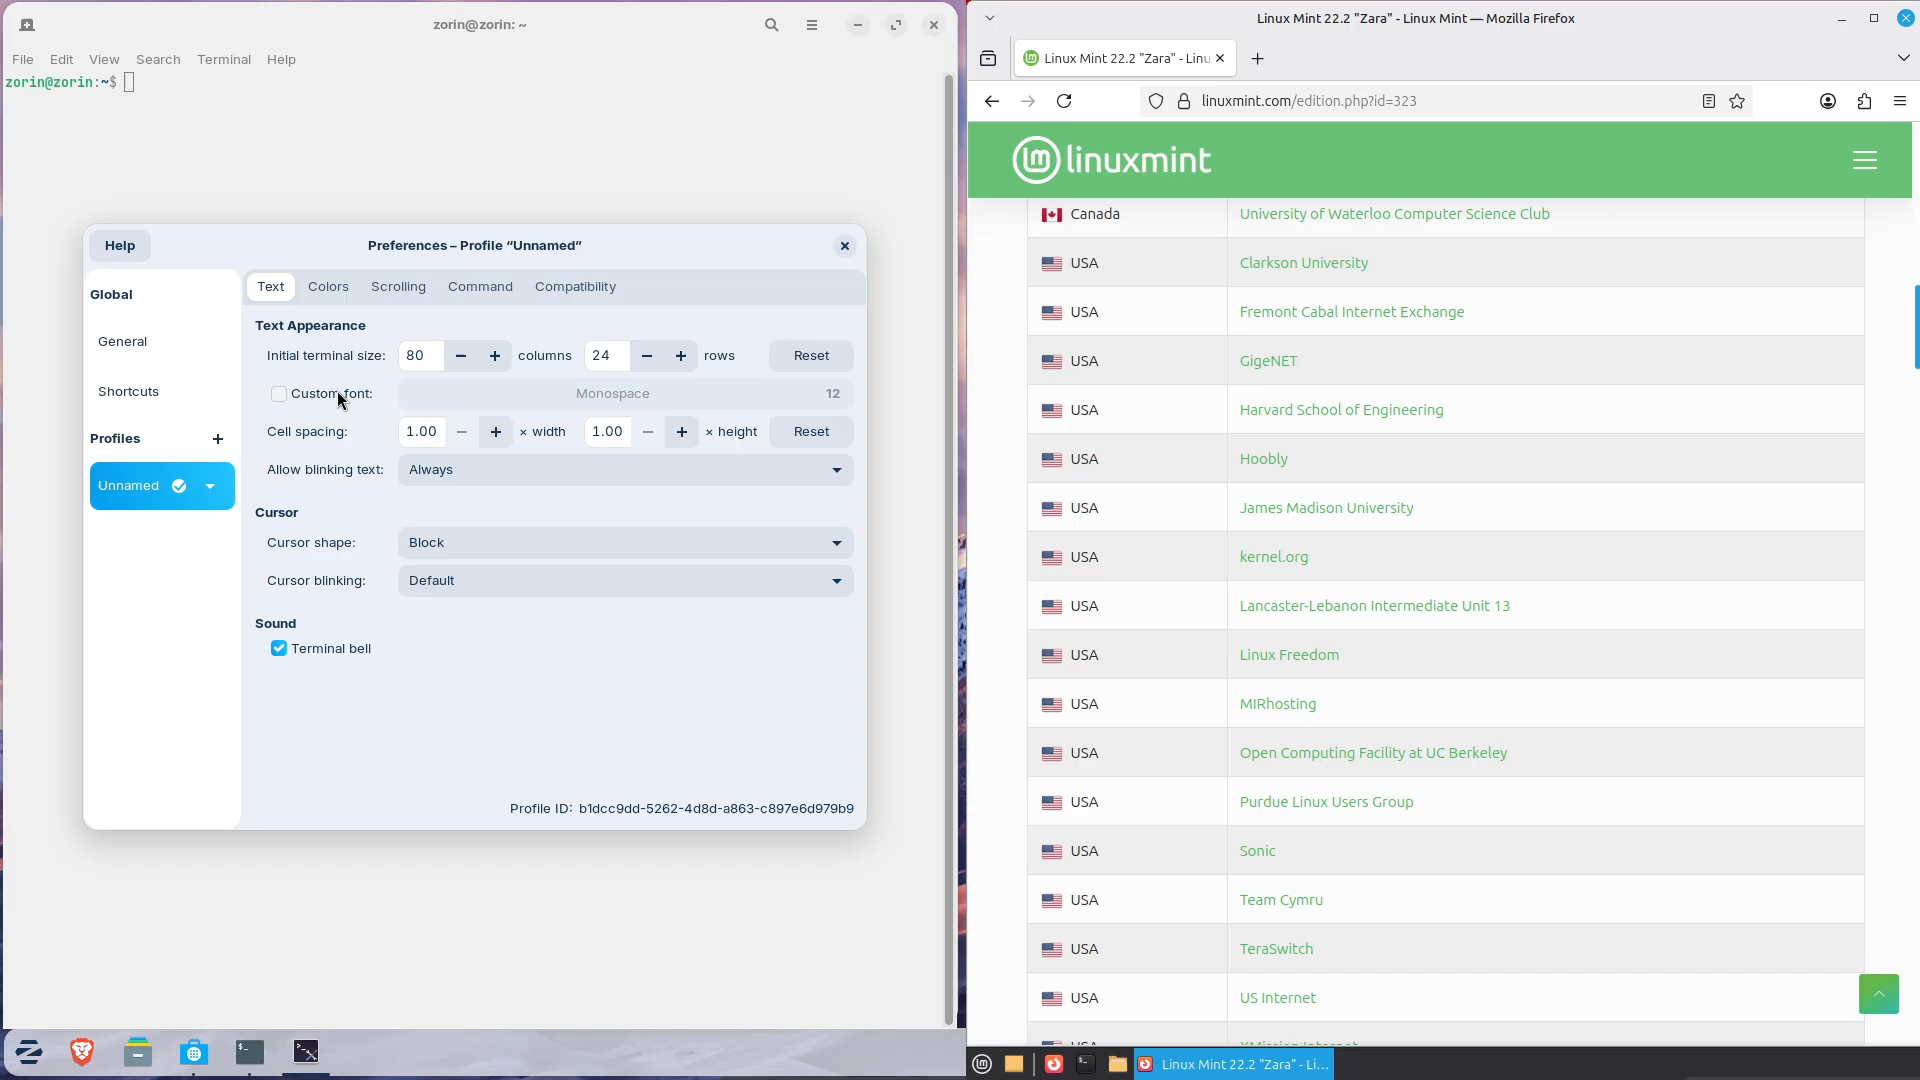 zorin@zorin: ~
File Edit View Search Terminal Help
zorin@zorin:~$
Help
Preferences – Profile “Unnamed”
Global
General
Shortcuts
Profiles
Unnamed
Text Colors Scrolling Command Compatibility
Text Appearance
Initial terminal size: 80 − + columns 24 − + rows Reset
Custom font: Monospace 12
Cell spacing: 1.00 − + × width 1.00 − + × height Reset
Allow blinking text: Always
Cursor
Cursor shape: Block
Cursor blinking: Default
Sound
Terminal bell
Profile ID: b1dcc9dd-5262-4d8d-a863-c897e6d979b9
Linux Mint 22.2 "Zara" - Linux Mint — Mozilla Firefox
Linux Mint 22.2 "Zara" - Linu
linuxmint.com/edition.php?id=323
linuxmint
Canada University of Waterloo Computer Science Club
USA Clarkson University
USA Fremont Cabal Internet Exchange
USA GigeNET
USA Harvard School of Engineering
USA Hoobly
USA James Madison University
USA kernel.org
USA Lancaster-Lebanon Intermediate Unit 13
USA Linux Freedom
USA MIRhosting
USA Open Computing Facility at UC Berkeley
USA Purdue Linux Users Group
USA Sonic
USA Team Cymru
USA TeraSwitch
USA US Internet
USA XMission Internet
Linux Mint 22.2 "Zara" - Li...